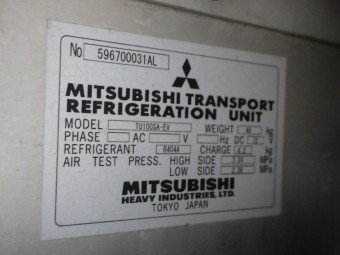 No 596700031AL
MITSUBISHI TRANSPORT
REFRIGERATION UNIT
MODEL TU100SA-EV WEIGHT kg
PHASE AC V Hz DC 12 V
REFRIGERANT R404A CHARGE kg
AIR TEST PRESS. HIGH SIDE MPa
LOW SIDE MPa
MITSUBISHI
HEAVY INDUSTRIES, LTD.
TOKYO JAPAN